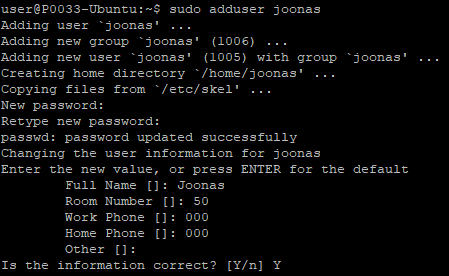 user@P0033-Ubuntu:~$ sudo adduser joonas
Adding user `joonas' ...
Adding new group `joonas' (1006) ...
Adding new user `joonas' (1005) with group `joonas' ...
Creating home directory `/home/joonas' ...
Copying files from `/etc/skel' ...
New password:
Retype new password:
passwd: password updated successfully
Changing the user information for joonas
Enter the new value, or press ENTER for the default
        Full Name []: Joonas
        Room Number []: 50
        Work Phone []: 000
        Home Phone []: 000
        Other []:
Is the information correct? [Y/n] Y